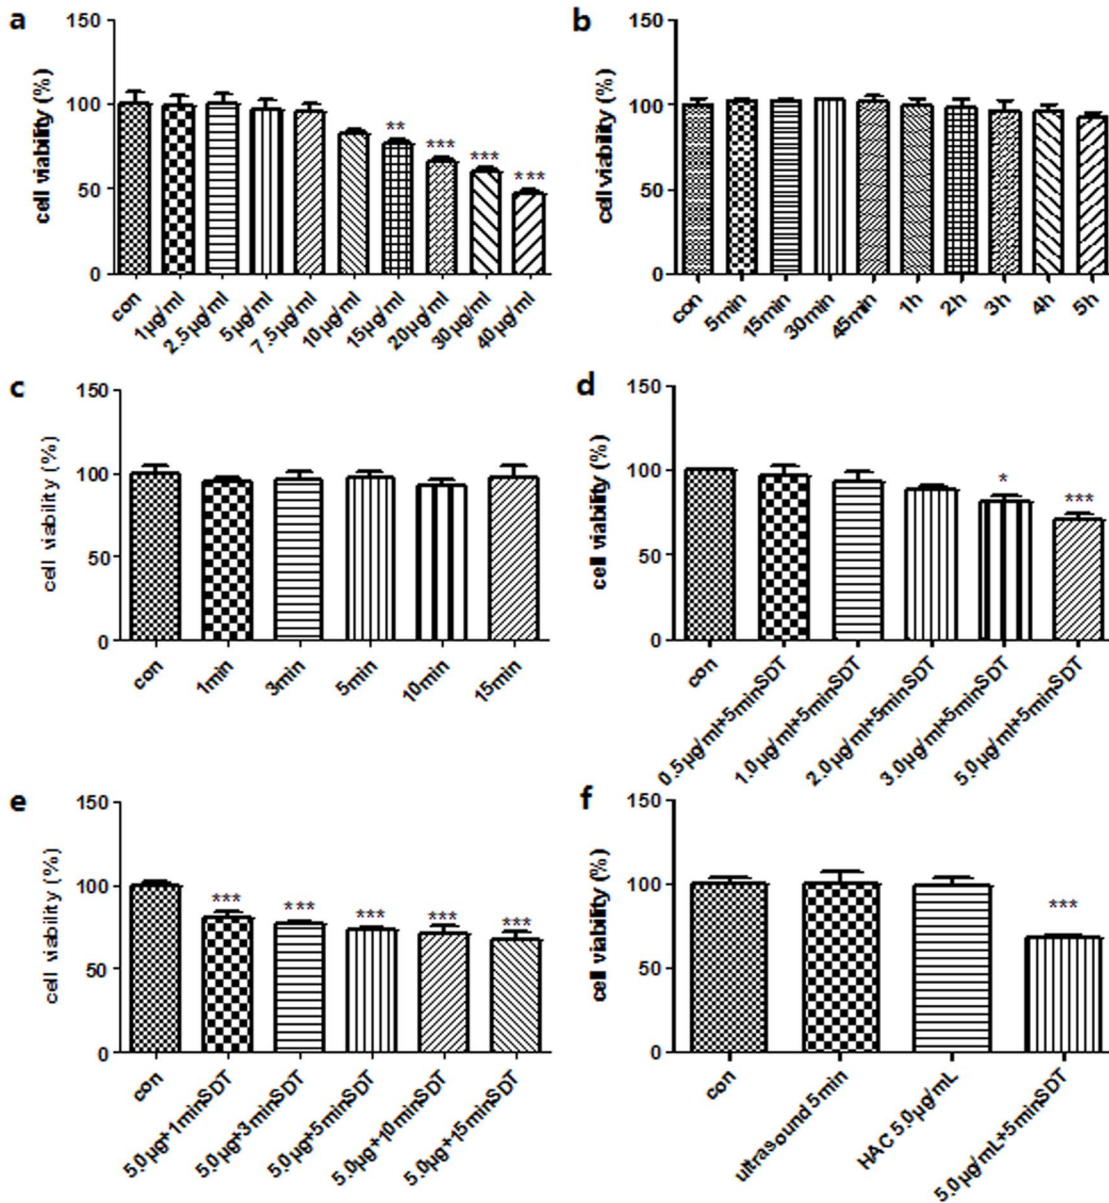 a
150
100
50
0
cell viability (%)
** *** *** ***
con 1µg/ml 2.5µg/ml 5µg/ml 7.5µg/ml 10µg/ml 15µg/ml 20µg/ml 30µg/ml 40µg/ml
b
150
100
50
0
cell viability (%)
con 5min 15min 30min 45min 1h 2h 3h 4h 5h
c
150
100
50
0
cell viability (%)
con 1min 3min 5min 10min 15min
d
150
100
50
0
cell viability (%)
* ***
con 0.5µg/ml+5minSDT 1.0µg/ml+5minSDT 2.0µg/ml+5minSDT 3.0µg/ml+5minSDT 5.0µg/ml+5minSDT
e
150
100
50
0
cell viability (%)
*** *** *** *** ***
con 5.0µg+1minSDT 5.0µg+3minSDT 5.0µg+5minSDT 5.0µg+10minSDT 5.0µg+15minSDT
f
150
100
50
0
cell viability (%)
***
con ultrasound 5min HAC 5.0µg/mL 5.0µg/mL+5minSDT